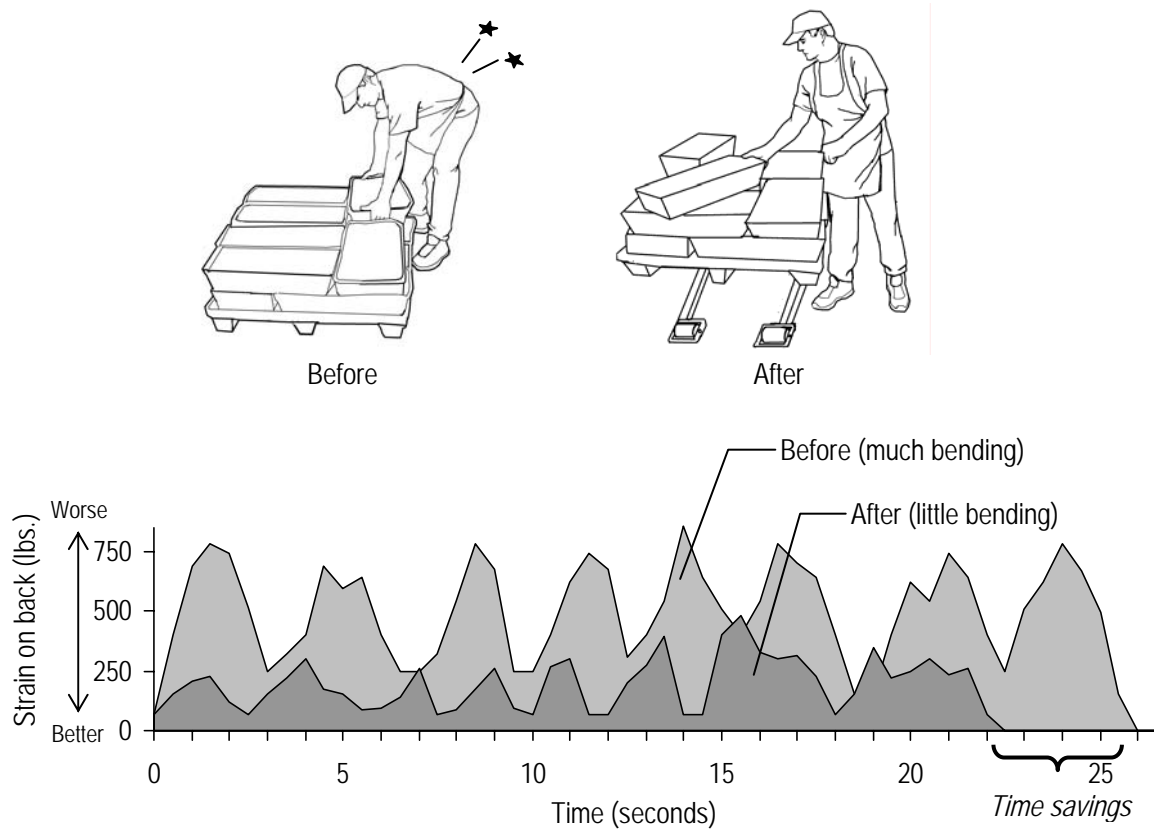 Before
After
Before (much bending)
After (little bending)
Worse
Strain on back (lbs.)
750
500
250
0
Better
0 5 10 15 20 25
Time (seconds)
Time savings